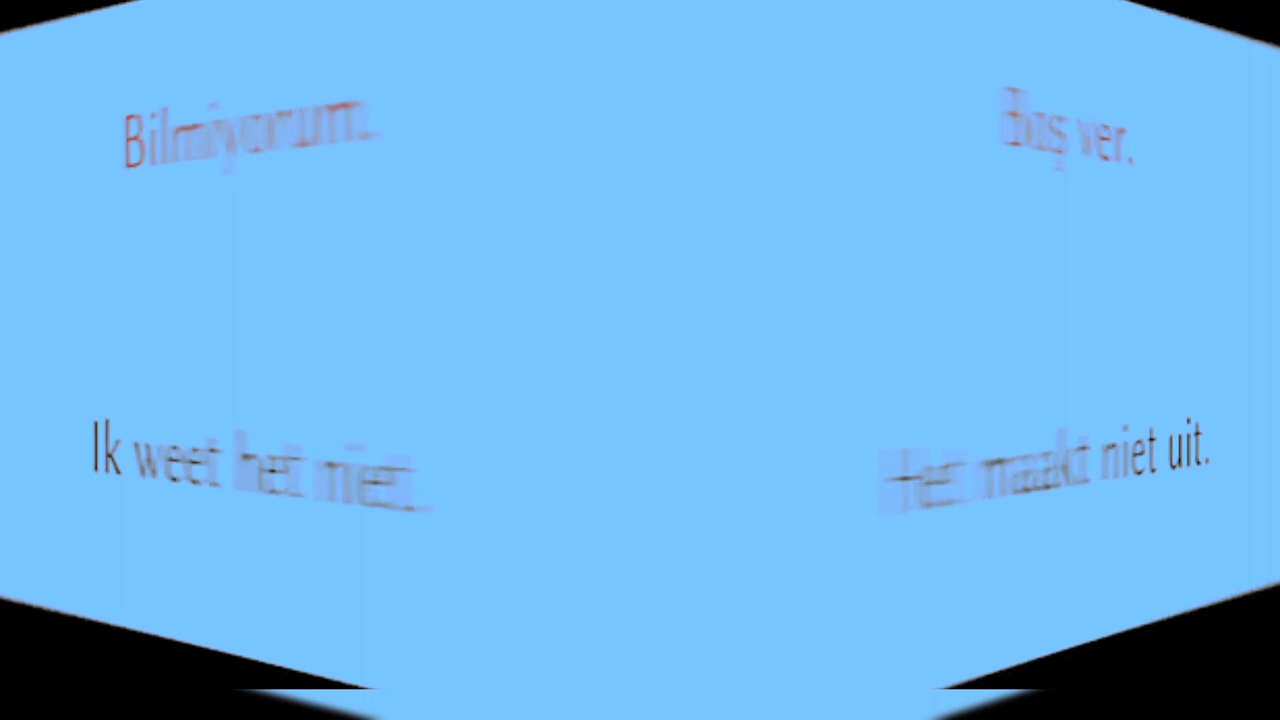 Bilmiyorum.
Boş ver.
Ik weet het niet.
Het maakt niet uit.